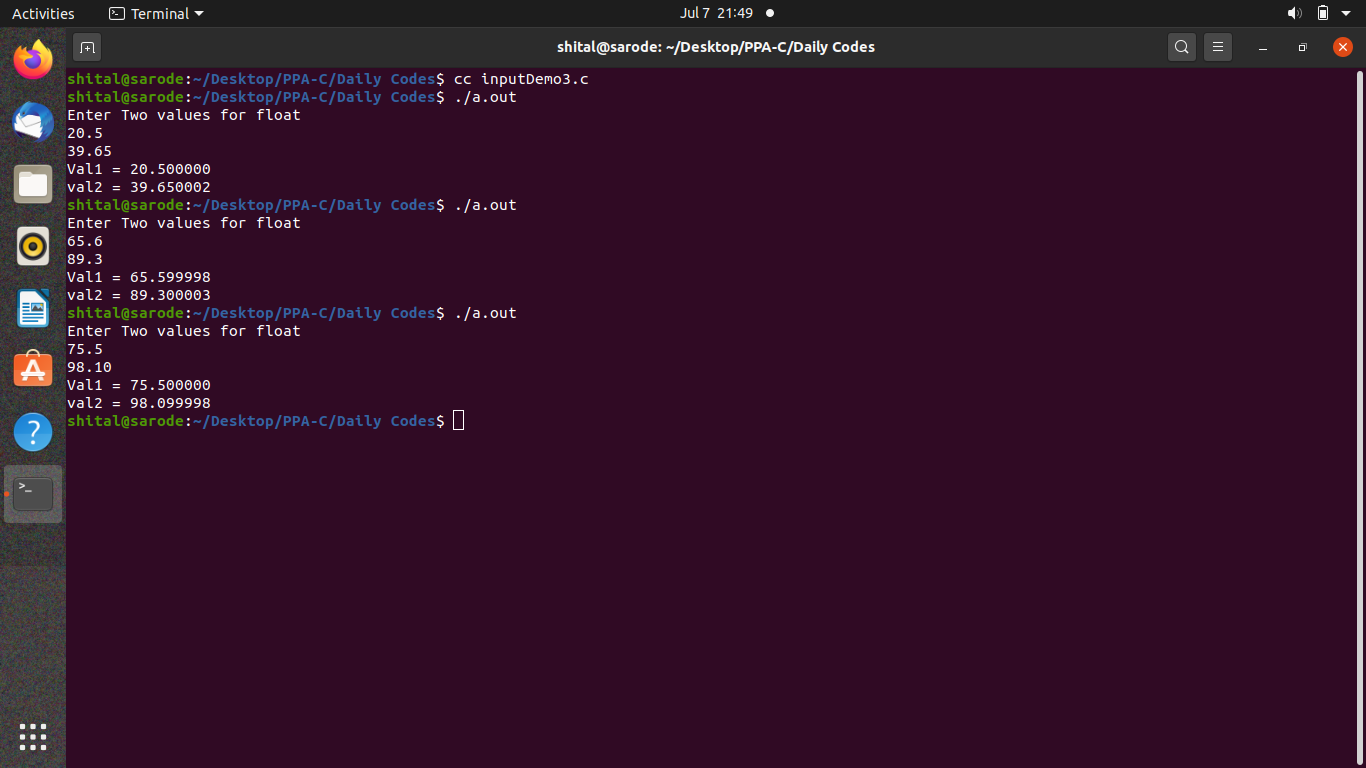 Activities Terminal Jul 7 21:49
shital@sarode: ~/Desktop/PPA-C/Daily Codes
shital@sarode:~/Desktop/PPA-C/Daily Codes$ cc inputDemo3.c
shital@sarode:~/Desktop/PPA-C/Daily Codes$ ./a.out
Enter Two values for float
20.5
39.65
Val1 = 20.500000
val2 = 39.650002
shital@sarode:~/Desktop/PPA-C/Daily Codes$ ./a.out
Enter Two values for float
65.6
89.3
Val1 = 65.599998
val2 = 89.300003
shital@sarode:~/Desktop/PPA-C/Daily Codes$ ./a.out
Enter Two values for float
75.5
98.10
Val1 = 75.500000
val2 = 98.099998
shital@sarode:~/Desktop/PPA-C/Daily Codes$